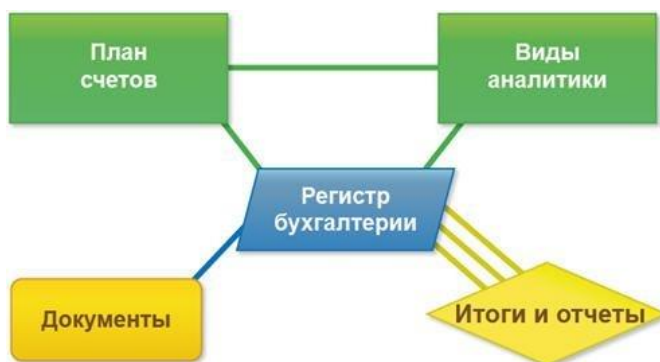 План
счетов
Виды
аналитики
Регистр
бухгалтерии
Документы
Итоги и отчеты